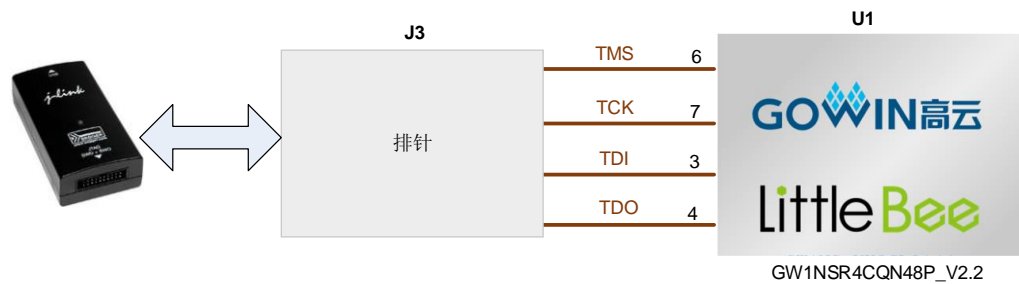 J3
U1
TMS 6
TCK 7
TDI 3
TDO 4
排针
j-link
GOWIN高云
LittleBee
GW1NSR4CQN48P_V2.2